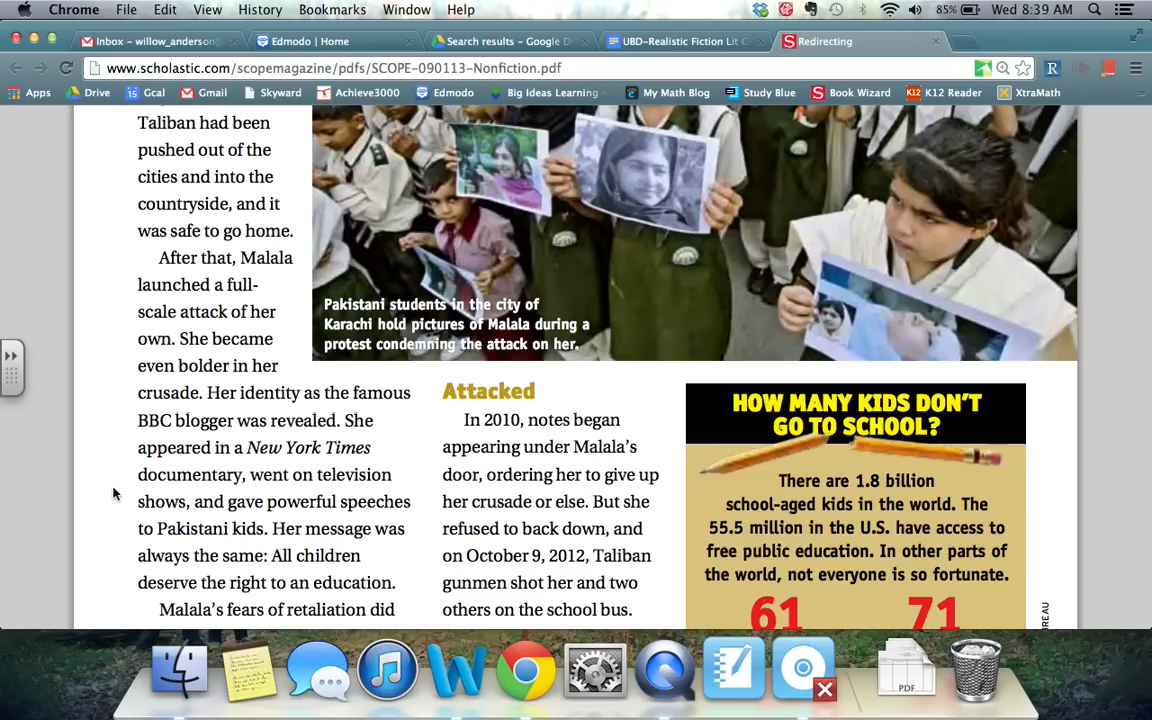 Chrome File Edit View History Bookmarks Window Help
85% Wed 8:39 AM
Inbox – willow_anderson@
Edmodo | Home
Search results – Google D
UBD-Realistic Fiction Lit C
Redirecting
www.scholastic.com/scopemagazine/pdfs/SCOPE-090113-Nonfiction.pdf
Apps Drive Gcal Gmail Skyward Achieve3000 Edmodo Big Ideas Learning My Math Blog Study Blue Book Wizard K12 Reader XtraMath
Taliban had been
pushed out of the
cities and into the
countryside, and it
was safe to go home.
After that, Malala
launched a full-
scale attack of her
own. She became
even bolder in her
crusade. Her identity as the famous
BBC blogger was revealed. She
appeared in a New York Times
documentary, went on television
shows, and gave powerful speeches
to Pakistani kids. Her message was
always the same: All children
deserve the right to an education.
Malala’s fears of retaliation did
Pakistani students in the city of
Karachi hold pictures of Malala during a
protest condemning the attack on her.
Attacked
In 2010, notes began
appearing under Malala’s
door, ordering her to give up
her crusade or else. But she
refused to back down, and
on October 9, 2012, Taliban
gunmen shot her and two
others on the school bus.
HOW MANY KIDS DON’T
GO TO SCHOOL?
There are 1.8 billion
school-aged kids in the world. The
55.5 million in the U.S. have access to
free public education. In other parts of
the world, not everyone is so fortunate.
61 71
EAU
PDF